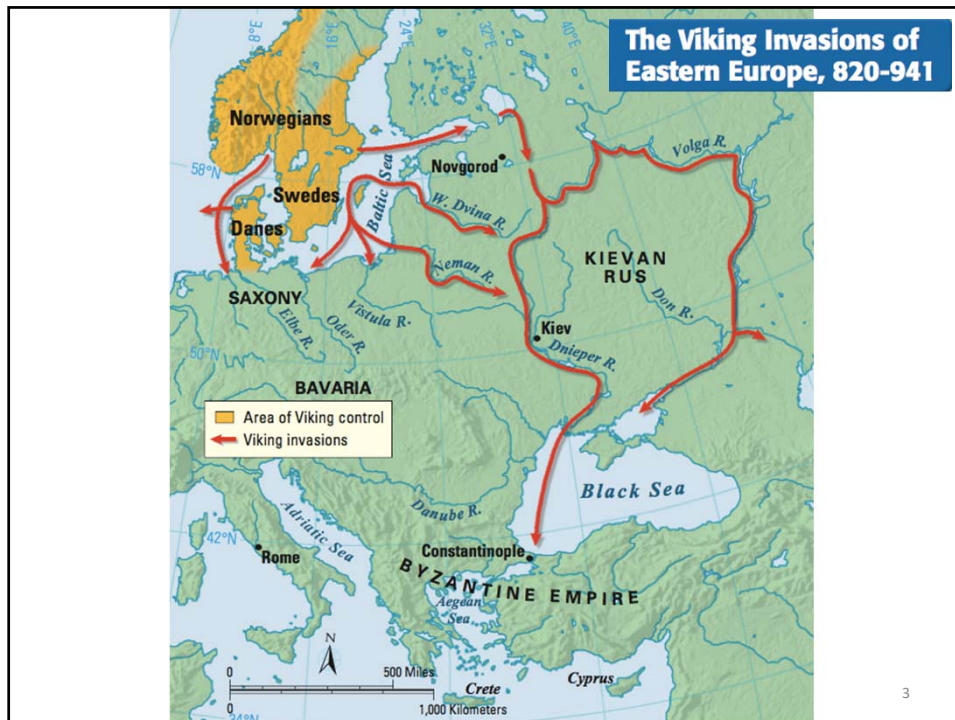 The Viking Invasions of
Eastern Europe, 820-941
8°E
16°E
24°E
32°E
40°E
Norwegians
58°N
Swedes
Danes
Baltic Sea
Novgorod
Volga R.
W. Dvina R.
Neman R.
KIEVAN
RUS
Don R.
SAXONY
Elbe R.
Oder R.
Vistula R.
Kiev
Dnieper R.
50°N
BAVARIA
Area of Viking control
Viking invasions
Black Sea
Danube R.
Adriatic Sea
42°N
Rome
Constantinople
BYZANTINE EMPIRE
Aegean
Sea
N
0 500 Miles
0 1,000 Kilometers
Crete
Cyprus
34°N
3